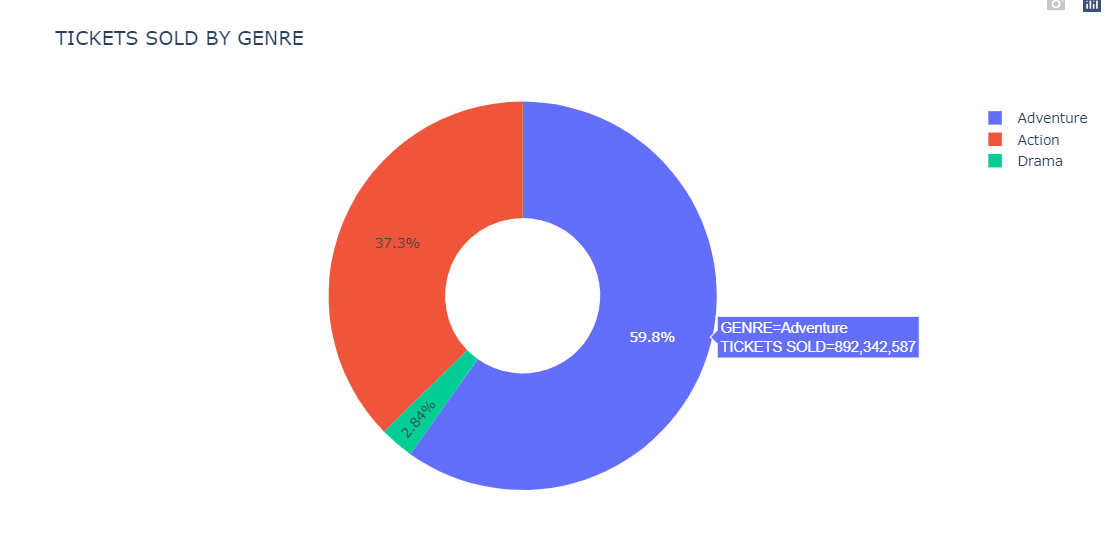 TICKETS SOLD BY GENRE
Adventure
Action
Drama
37.3%
59.8%
GENRE=Adventure
TICKETS SOLD=892,342,587
2.84%